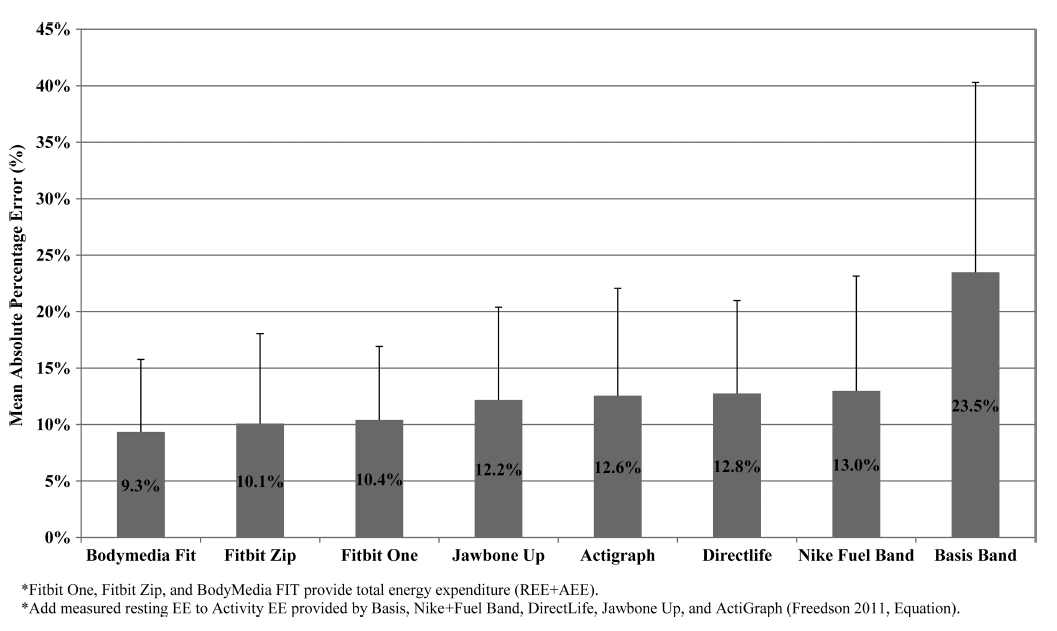 45%
40%
35%
30%
25%
20%
15%
10%
5%
0%
Mean Absolute Percentage Error (%)
9.3%
10.1%
10.4%
12.2%
12.6%
12.8%
13.0%
23.5%
Bodymedia Fit
Fitbit Zip
Fitbit One
Jawbone Up
Actigraph
Directlife
Nike Fuel Band
Basis Band
*Fitbit One, Fitbit Zip, and BodyMedia FIT provide total energy expenditure (REE+AEE).
*Add measured resting EE to Activity EE provided by Basis, Nike+Fuel Band, DirectLife, Jawbone Up, and ActiGraph (Freedson 2011, Equation).